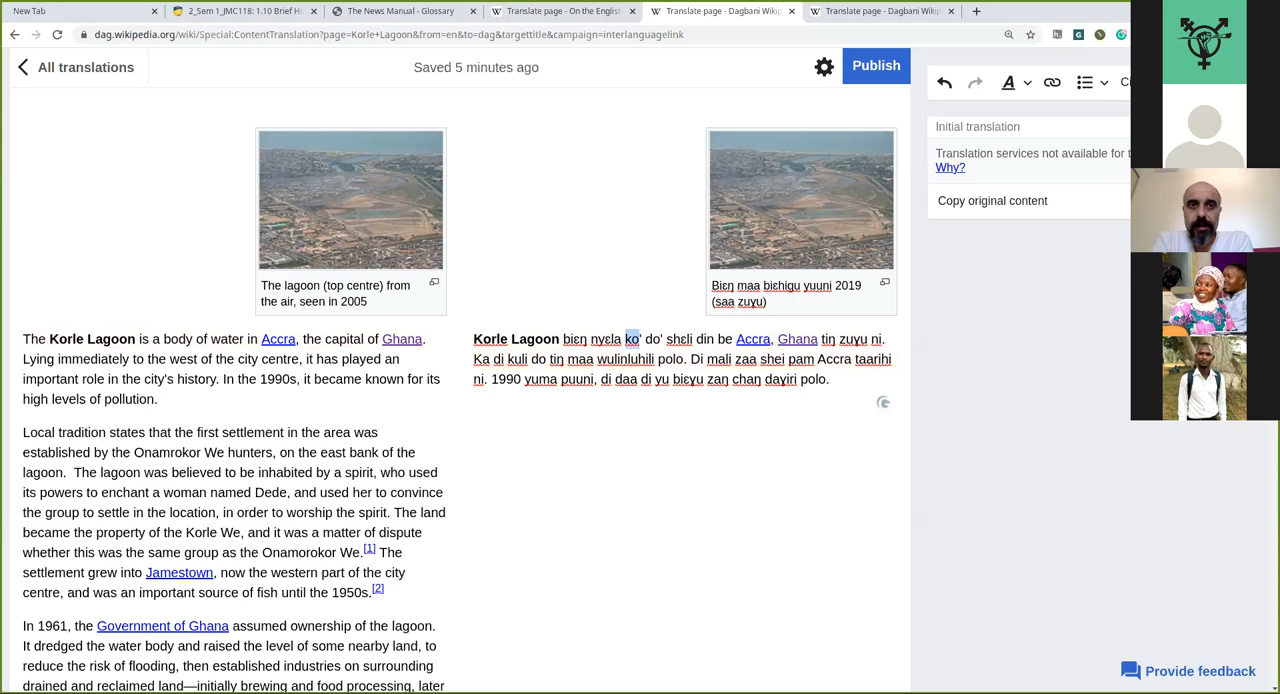 New Tab
2_Sem 1_JMC118: 1.10 Brief Hi
The News Manual - Glossary
Translate page - On the English
Translate page - Dagbani Wikip
Translate page - Dagbani Wikip
dag.wikipedia.org/wiki/Special:ContentTranslation?page=Korle+Lagoon&from=en&to=dag&targettitle&campaign=interlanguagelink
All translations
Saved 5 minutes ago
Publish
The lagoon (top centre) from
the air, seen in 2005
The Korle Lagoon is a body of water in Accra, the capital of Ghana.
Lying immediately to the west of the city centre, it has played an
important role in the city's history. In the 1990s, it became known for its
high levels of pollution.
Local tradition states that the first settlement in the area was
established by the Onamrokor We hunters, on the east bank of the
lagoon. The lagoon was believed to be inhabited by a spirit, who used
its powers to enchant a woman named Dede, and used her to convince
the group to settle in the location, in order to worship the spirit. The land
became the property of the Korle We, and it was a matter of dispute
whether this was the same group as the Onamorokor We.[1] The
settlement grew into Jamestown, now the western part of the city
centre, and was an important source of fish until the 1950s.[2]
In 1961, the Government of Ghana assumed ownership of the lagoon.
It dredged the water body and raised the level of some nearby land, to
reduce the risk of flooding, then established industries on surrounding
drained and reclaimed land—initially brewing and food processing, later
Biɛŋ maa bishigu yuuni 2019
(saa zuɣu)
Korle Lagoon biɛŋ nyɛla ko' do' shɛli din be Accra, Ghana tiŋ zuɣu ni.
Ka di kuli do tiŋ maa wulinluhili polo. Di mali zaa shei pam Accra taarihi
ni. 1990 yuma puuni, di daa di yu biɛɣu zaŋ chaŋ daɣiri polo.
Initial translation
Translation services not available for t
Why?
Copy original content
Provide feedback